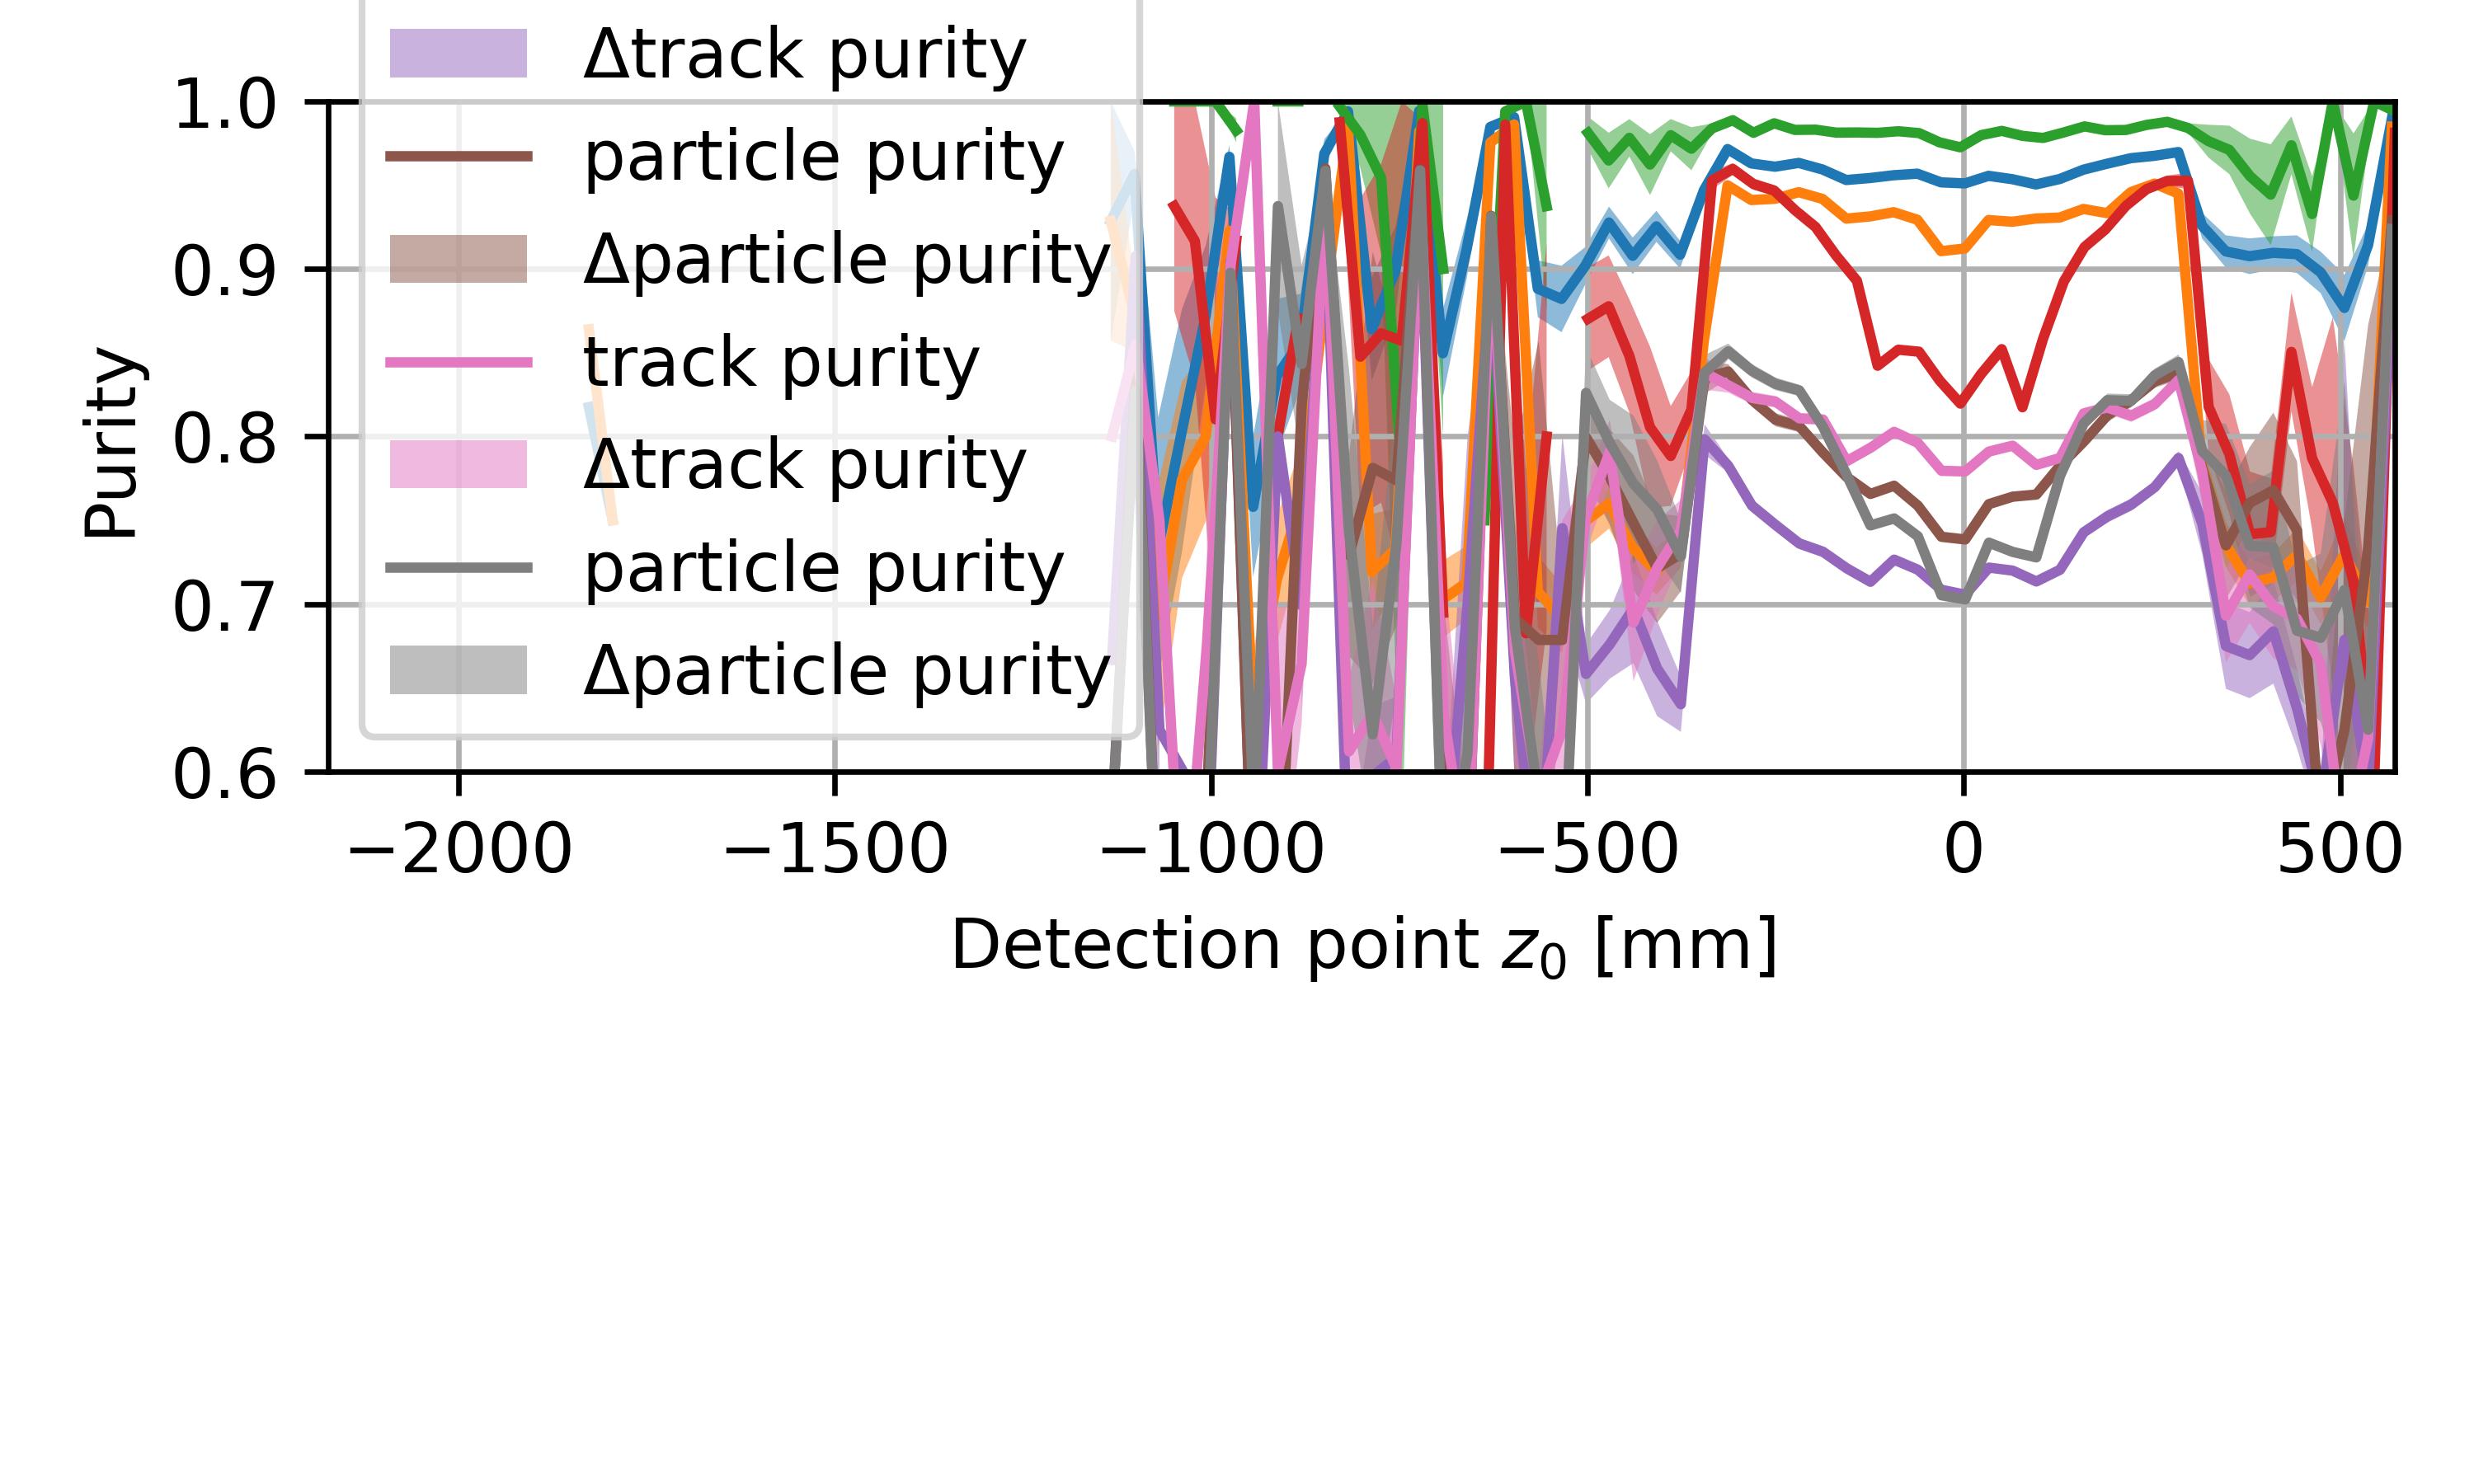 Δtrack purity
particle purity
Δparticle purity
track purity
Δtrack purity
particle purity
Δparticle purity
Purity
1.0
0.9
0.8
0.7
0.6
−2000 −1500 −1000 −500 0 500
Detection point z₀ [mm]